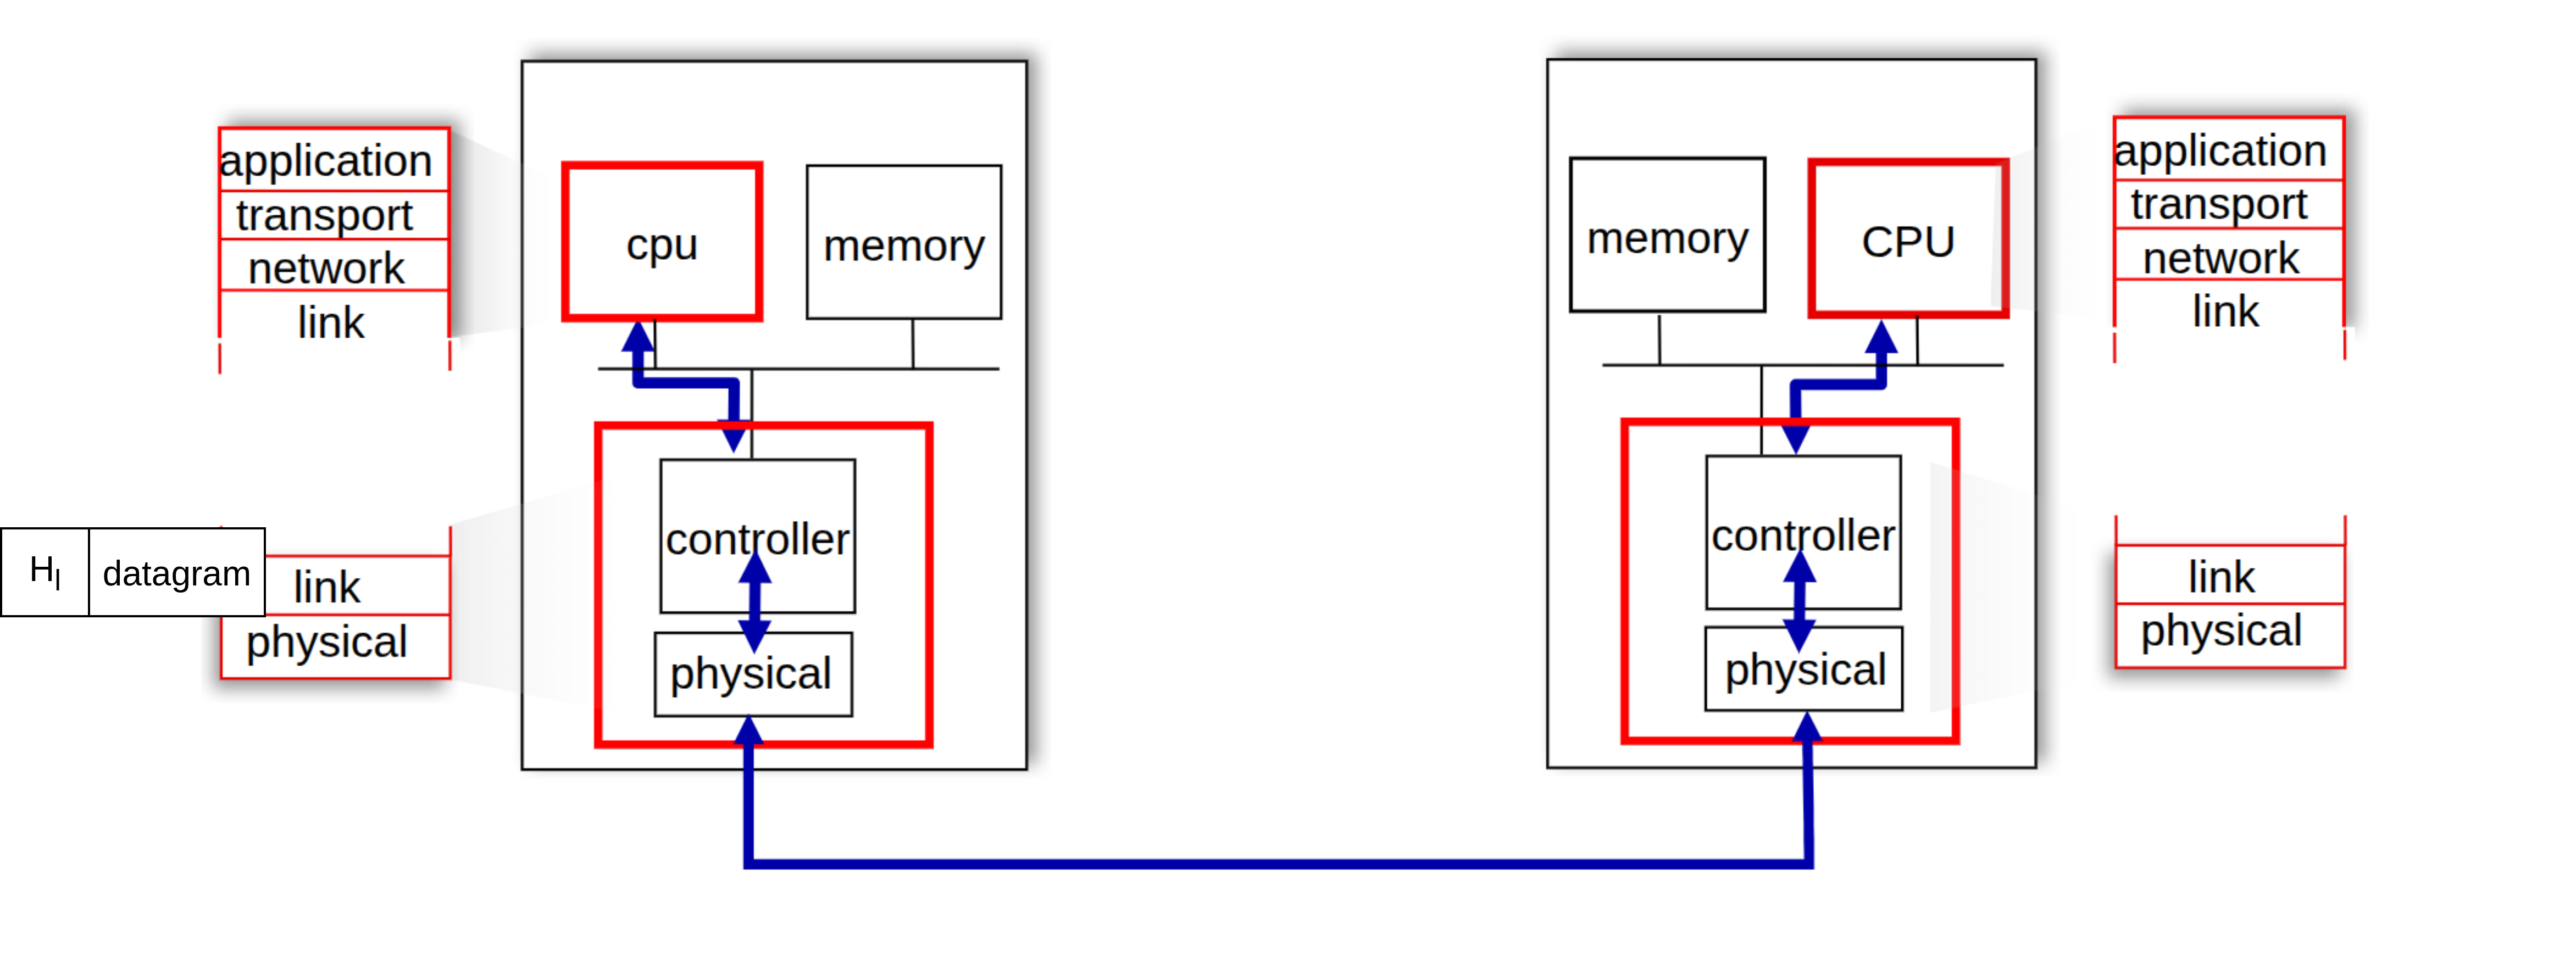 application
transport
network
link
cpu
memory
memory
CPU
application
transport
network
link
H_l
datagram
link
physical
controller
physical
controller
physical
link
physical